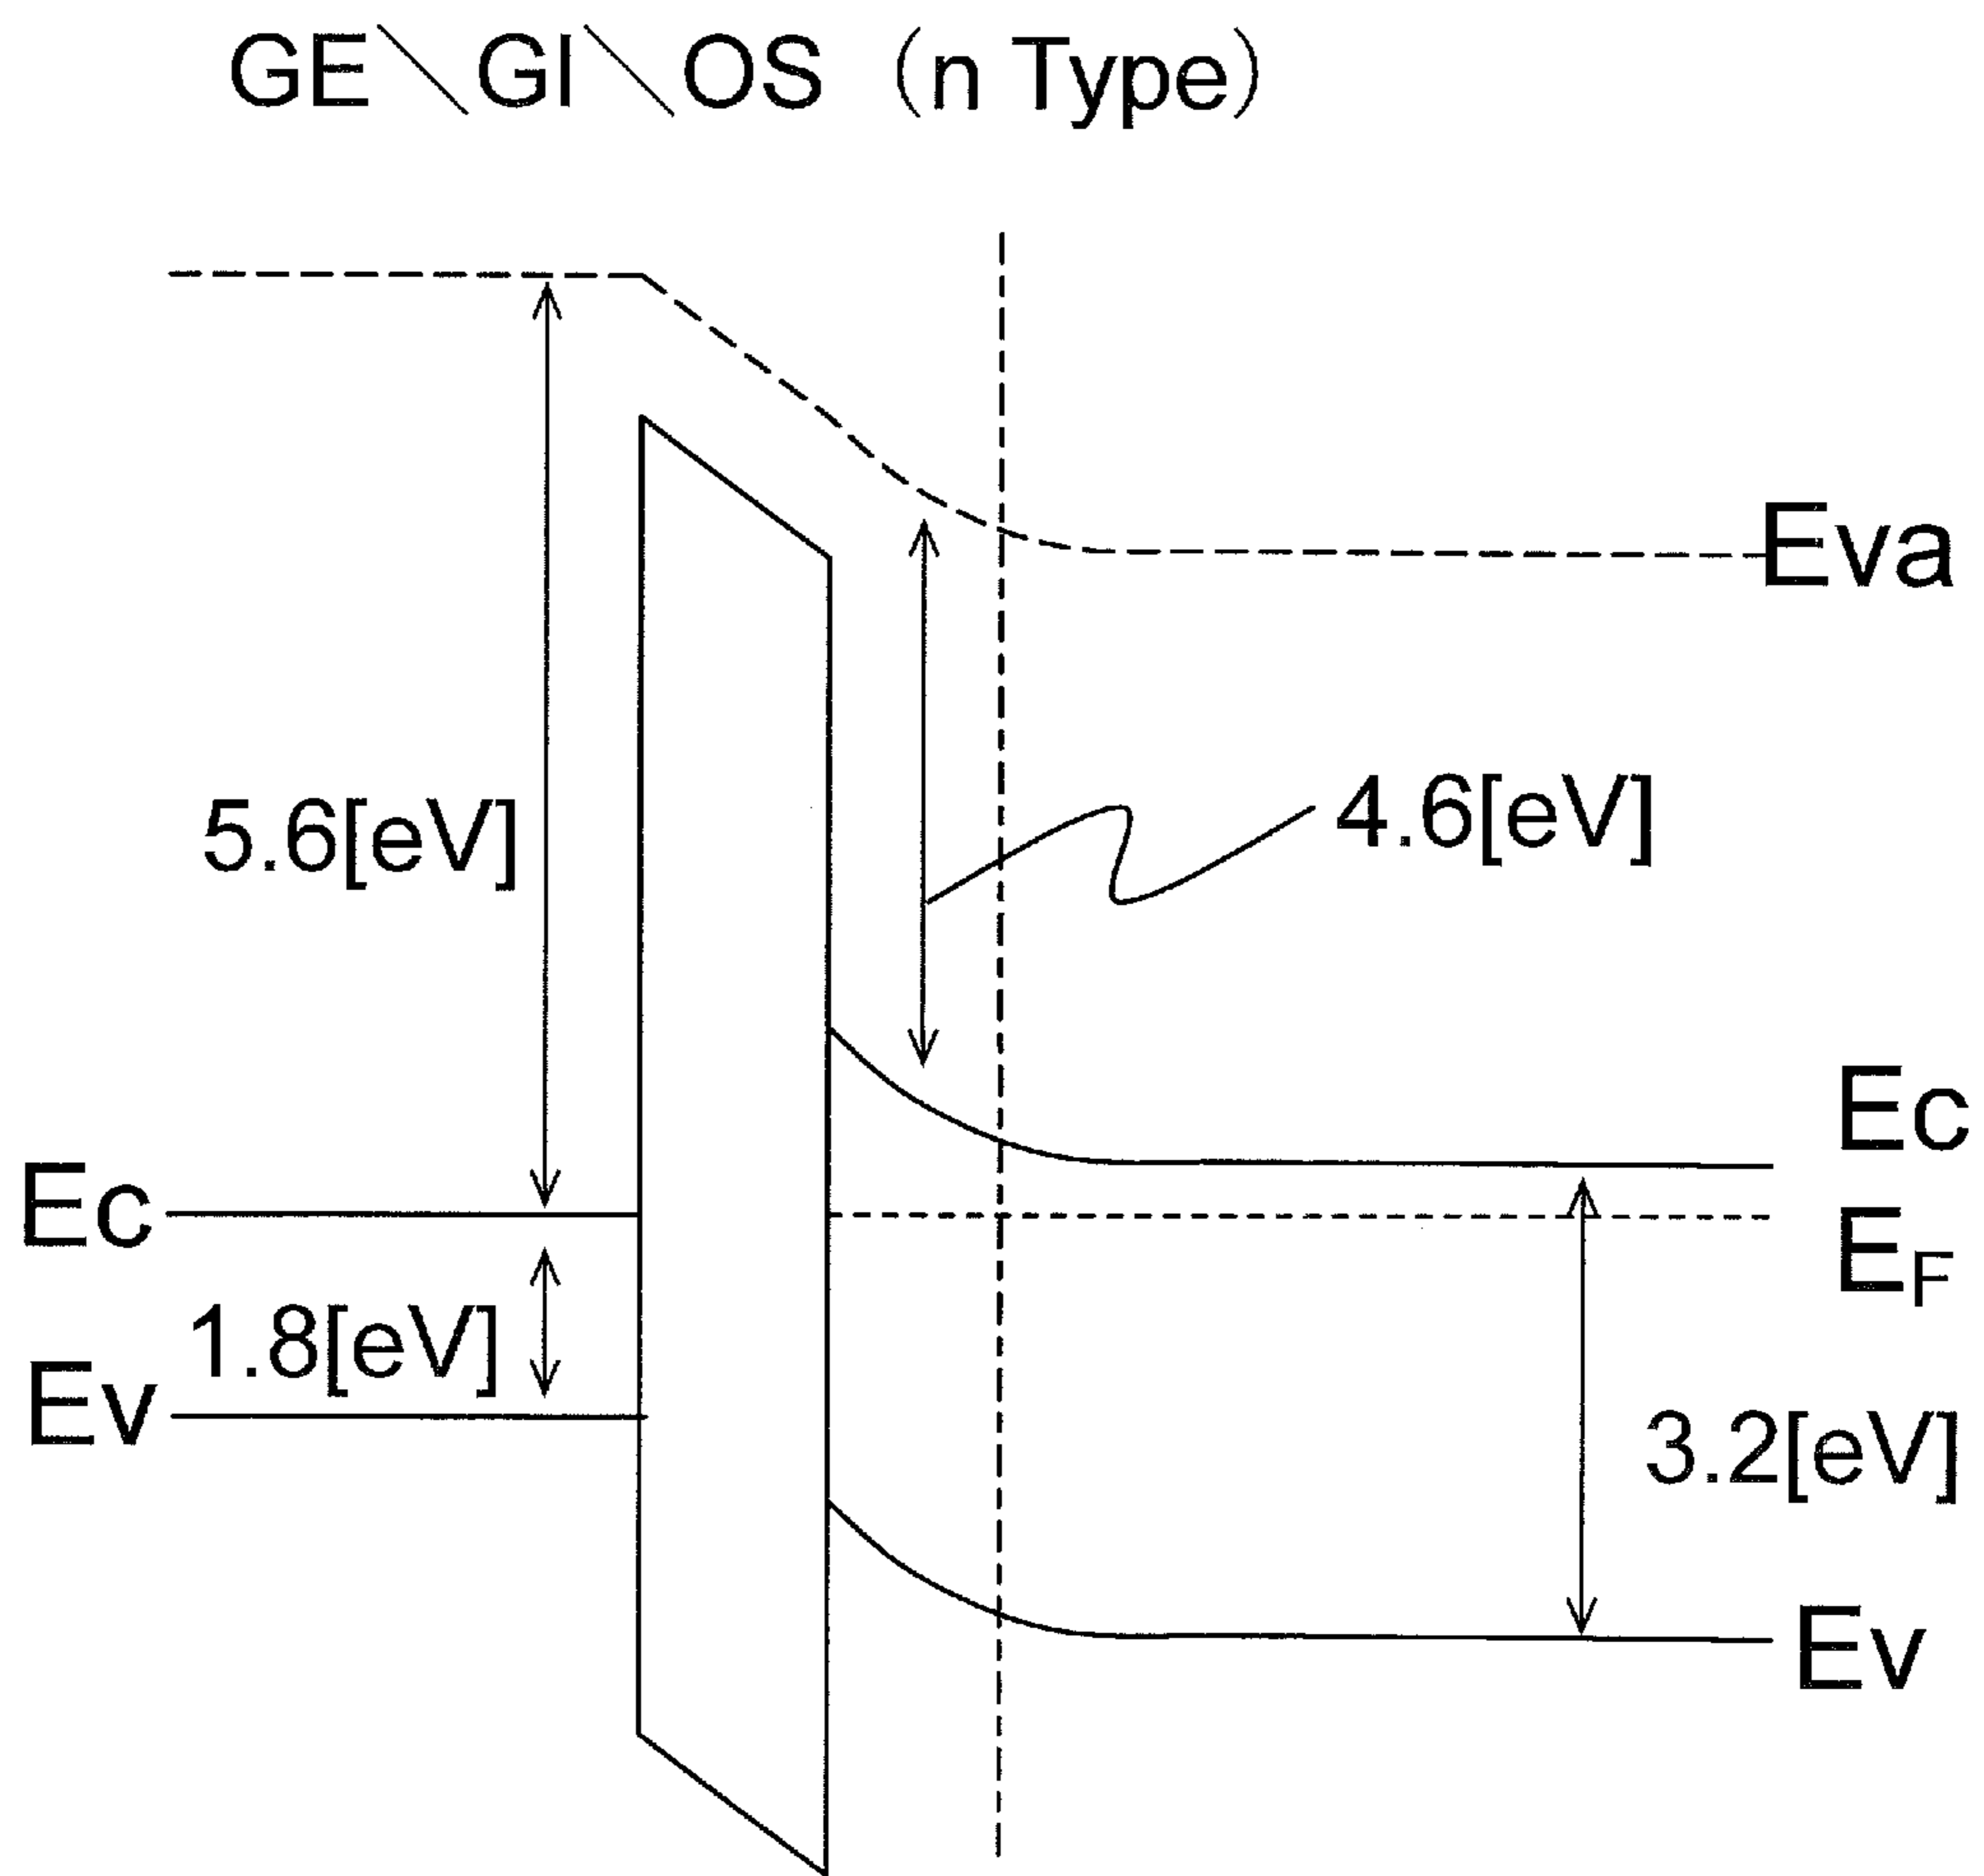 GE＼GI＼OS（n Type）
Eva
5.6[eV]
4.6[eV]
Ec
Ec
EF
1.8[eV]
Ev
3.2[eV]
Ev